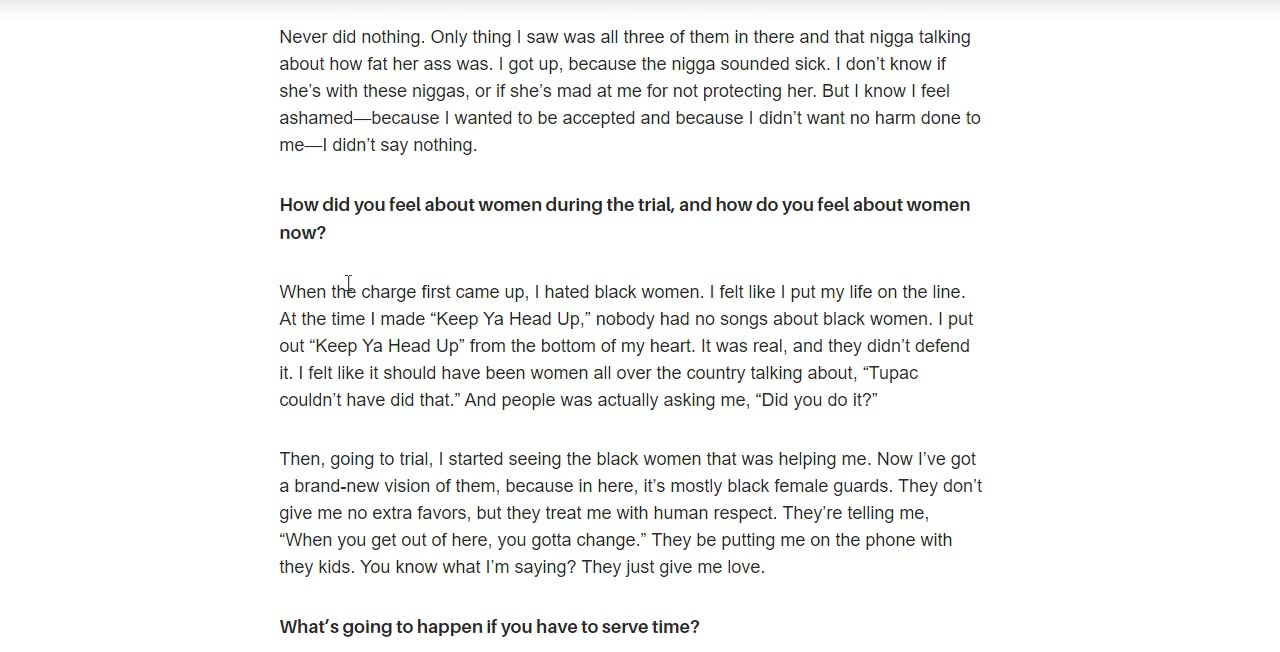 Never did nothing. Only thing I saw was all three of them in there and that nigga talking
about how fat her ass was. I got up, because the nigga sounded sick. I don’t know if
she’s with these niggas, or if she’s mad at me for not protecting her. But I know I feel
ashamed—because I wanted to be accepted and because I didn’t want no harm done to
me—I didn’t say nothing.
How did you feel about women during the trial, and how do you feel about women
now?
When the charge first came up, I hated black women. I felt like I put my life on the line.
At the time I made “Keep Ya Head Up,” nobody had no songs about black women. I put
out “Keep Ya Head Up” from the bottom of my heart. It was real, and they didn’t defend
it. I felt like it should have been women all over the country talking about, “Tupac
couldn’t have did that.” And people was actually asking me, “Did you do it?”
Then, going to trial, I started seeing the black women that was helping me. Now I’ve got
a brand-new vision of them, because in here, it’s mostly black female guards. They don’t
give me no extra favors, but they treat me with human respect. They’re telling me,
“When you get out of here, you gotta change.” They be putting me on the phone with
they kids. You know what I’m saying? They just give me love.
What’s going to happen if you have to serve time?